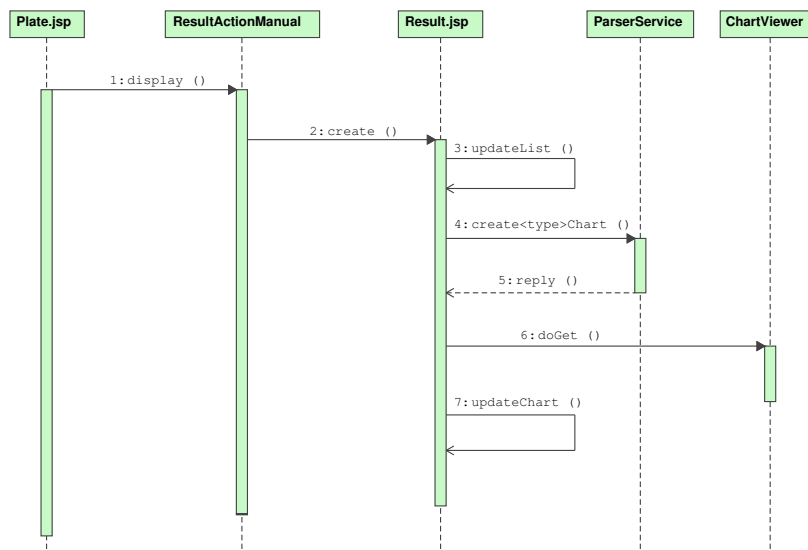 Plate.jsp
ResultActionManual
Result.jsp
ParserService
ChartViewer
1:display ()
2:create ()
3:updateList ()
4:create<type>Chart ()
5:reply ()
6:doGet ()
7:updateChart ()